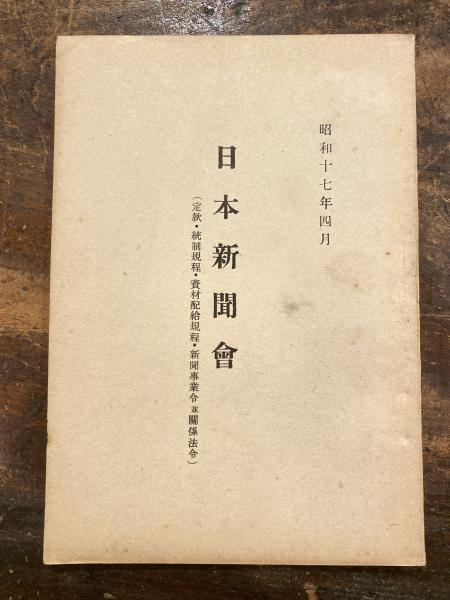 昭和十七年四月
日本新聞會
（定款・統制規程・資材配給規程・新聞事業令並關係法令）